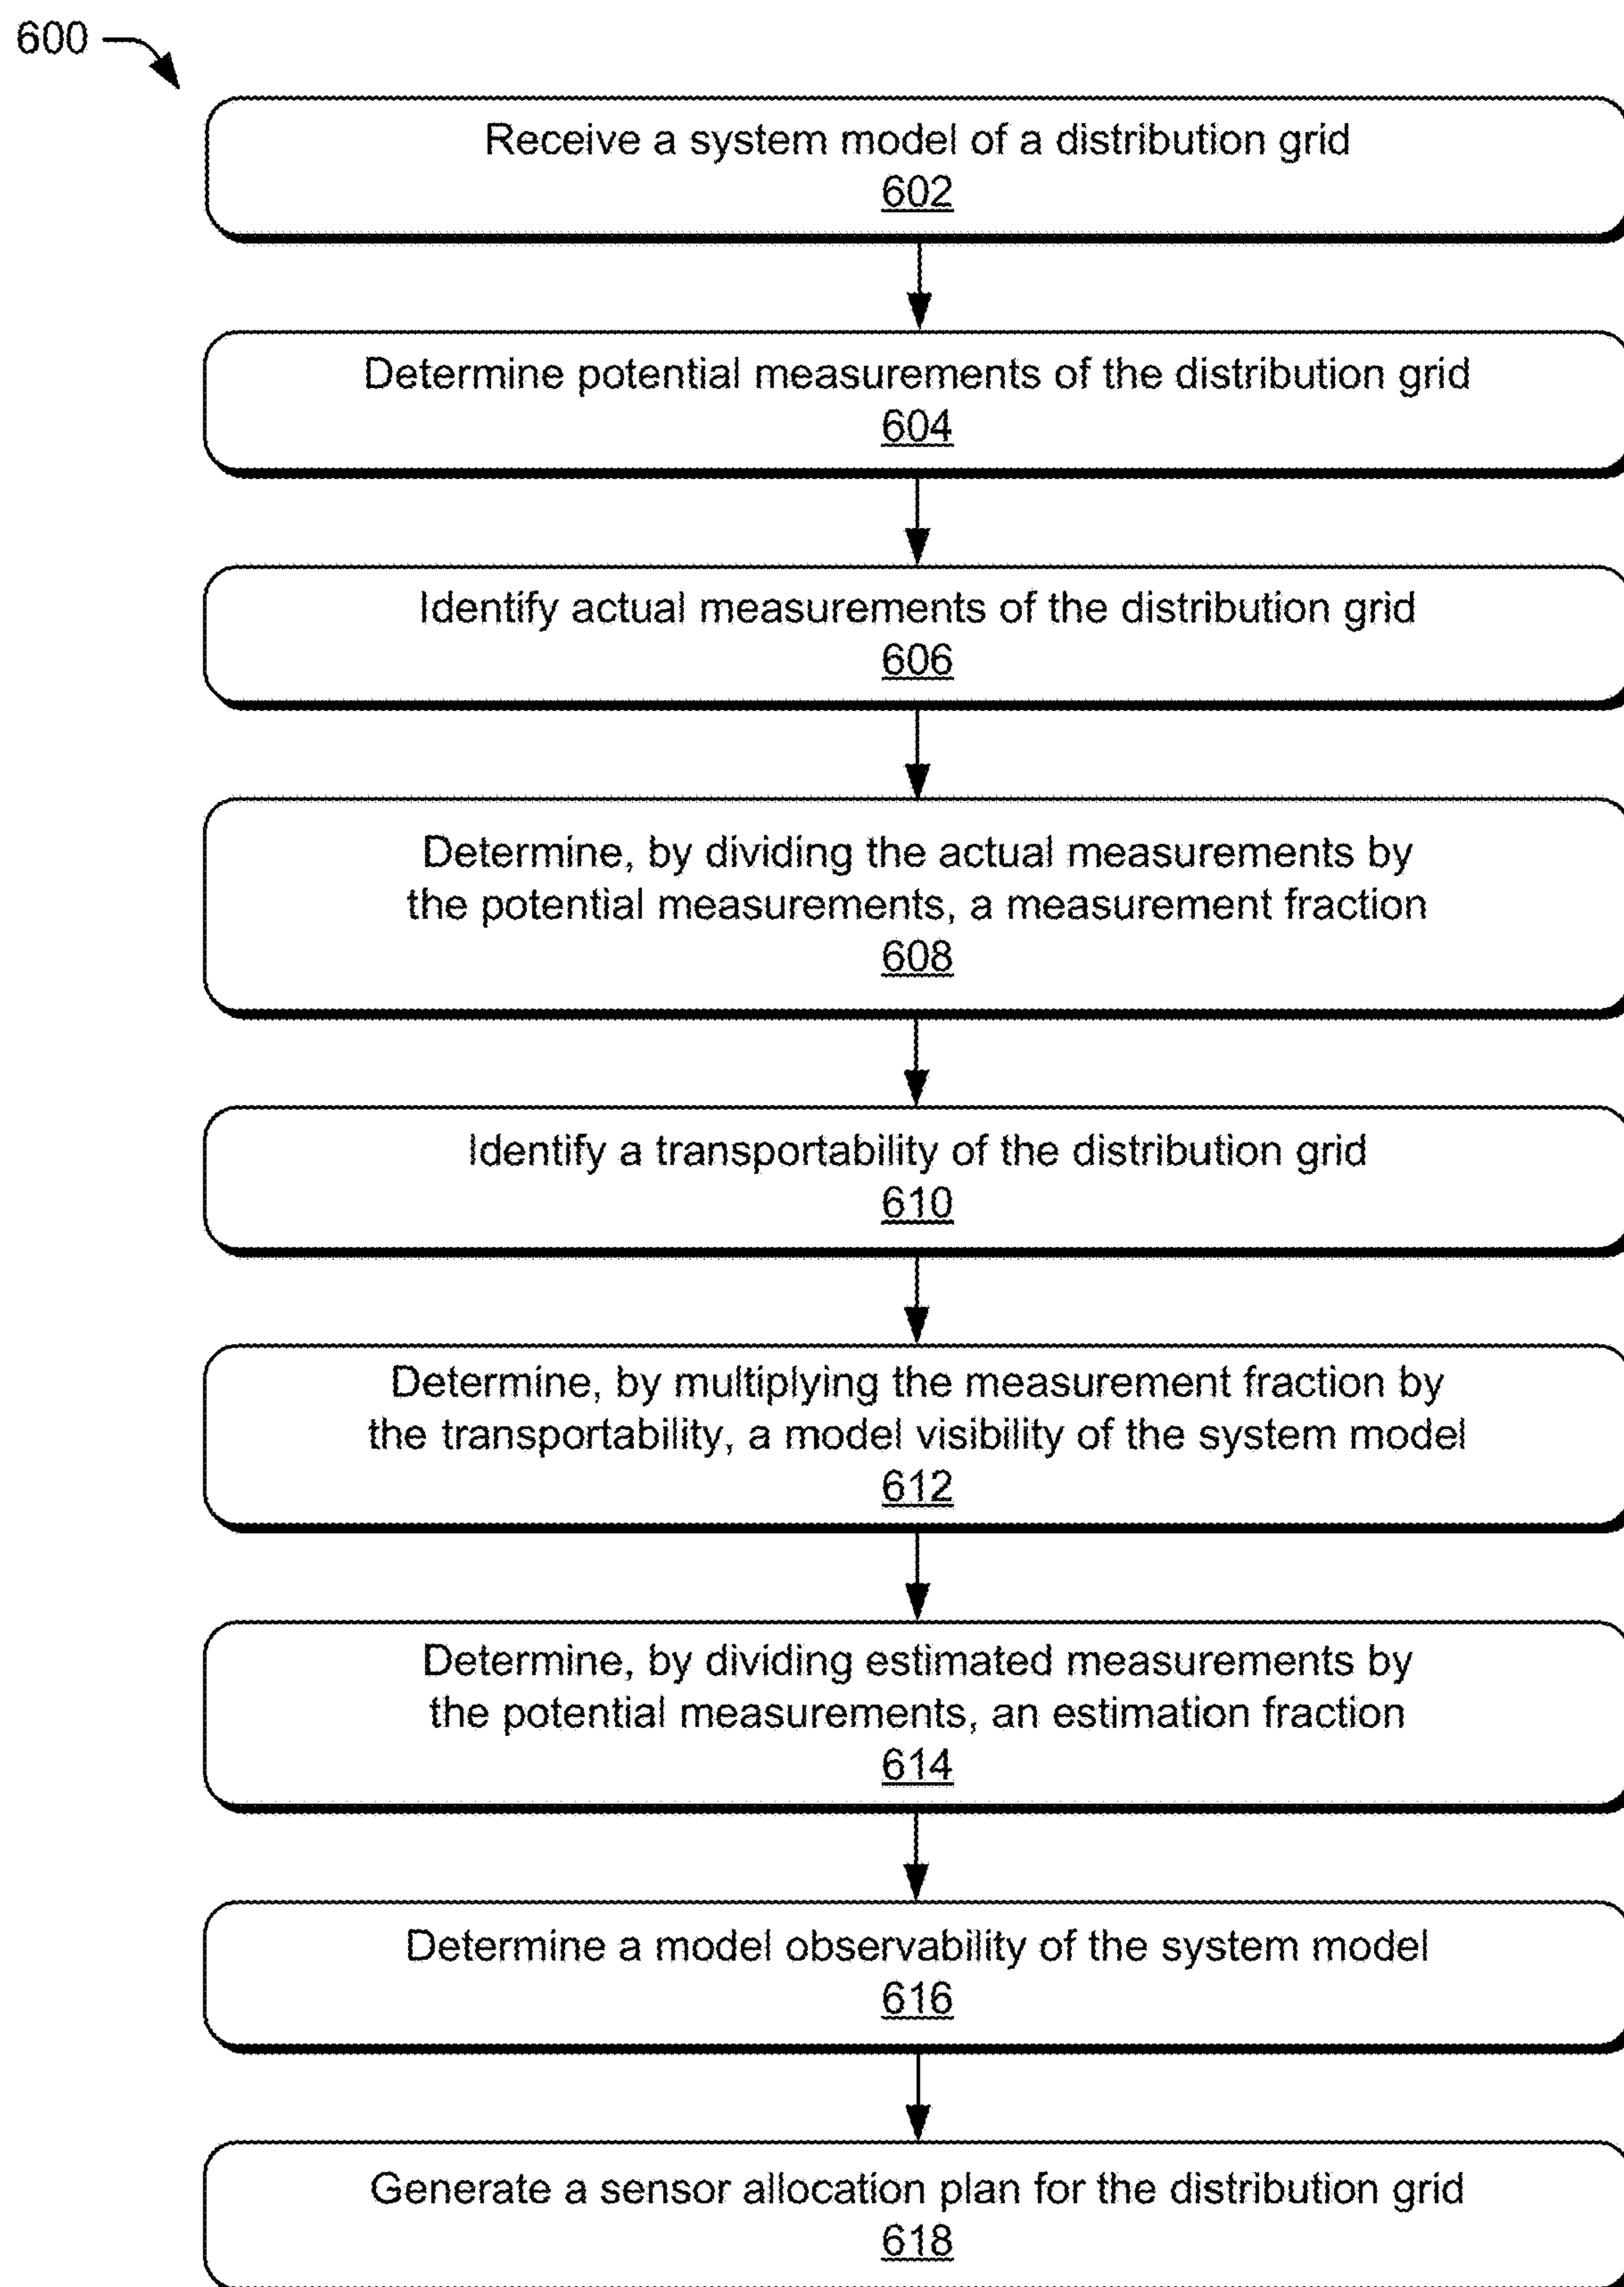 600
Receive a system model of a distribution grid
602
Determine potential measurements of the distribution grid
604
Identify actual measurements of the distribution grid
606
Determine, by dividing the actual measurements by
the potential measurements, a measurement fraction
608
Identify a transportability of the distribution grid
610
Determine, by multiplying the measurement fraction by
the transportability, a model visibility of the system model
612
Determine, by dividing estimated measurements by
the potential measurements, an estimation fraction
614
Determine a model observability of the system model
616
Generate a sensor allocation plan for the distribution grid
618